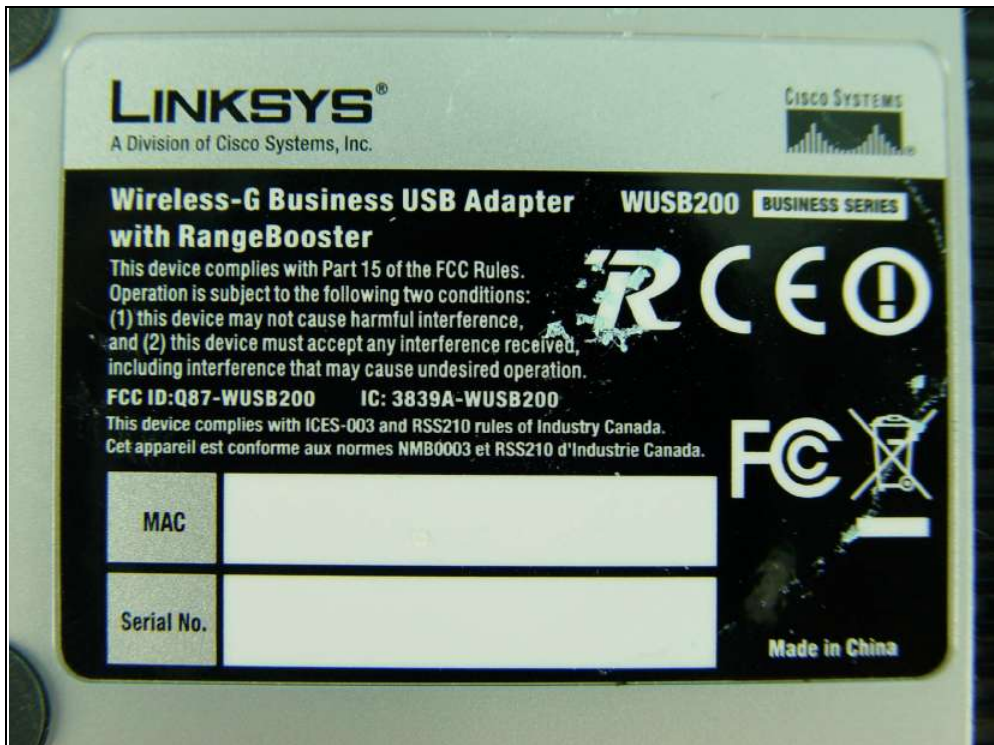 LINKSYS®
A Division of Cisco Systems, Inc.
CISCO SYSTEMS
®
Wireless-G Business USB Adapter
with RangeBooster
WUSB200 BUSINESS SERIES
This device complies with Part 15 of the FCC Rules.
Operation is subject to the following two conditions:
(1) this device may not cause harmful interference,
and (2) this device must accept any interference received,
including interference that may cause undesired operation.
FCC ID:Q87-WUSB200 IC: 3839A-WUSB200
This device complies with ICES-003 and RSS210 rules of Industry Canada.
Cet appareil est conforme aux normes NMB0003 et RSS210 d'Industrie Canada.
R
CE
FC
MAC
Serial No.
Made in China